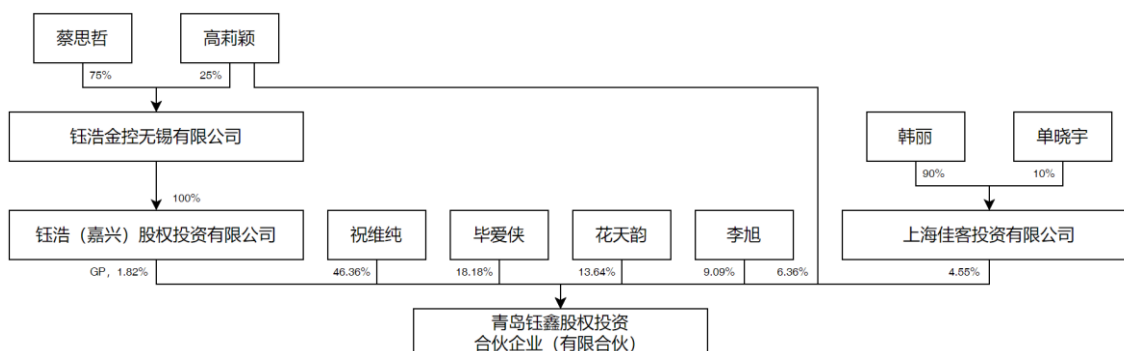 蔡思哲
高莉颖
75%
25%
钰浩金控无锡有限公司
韩丽
单晓宇
90%
10%
100%
钰浩（嘉兴）股权投资有限公司
祝维纯
毕爱侠
花天韵
李旭
上海佳客投资有限公司
GP，1.82%
46.36%
18.18%
13.64%
9.09%
6.36%
4.55%
青岛钰鑫股权投资
合伙企业（有限合伙）